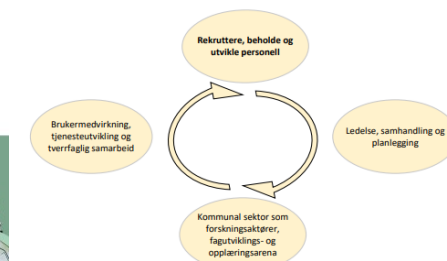 Rekruttere, beholde og
utvikle personell
Brukermedvirkning,
tjenesteutvikling og
tverrfaglig samarbeid
Ledelse, samhandling og
planlegging
Kommunal sektor som
forskningsaktører,
fagutviklings- og
opplæringsarena